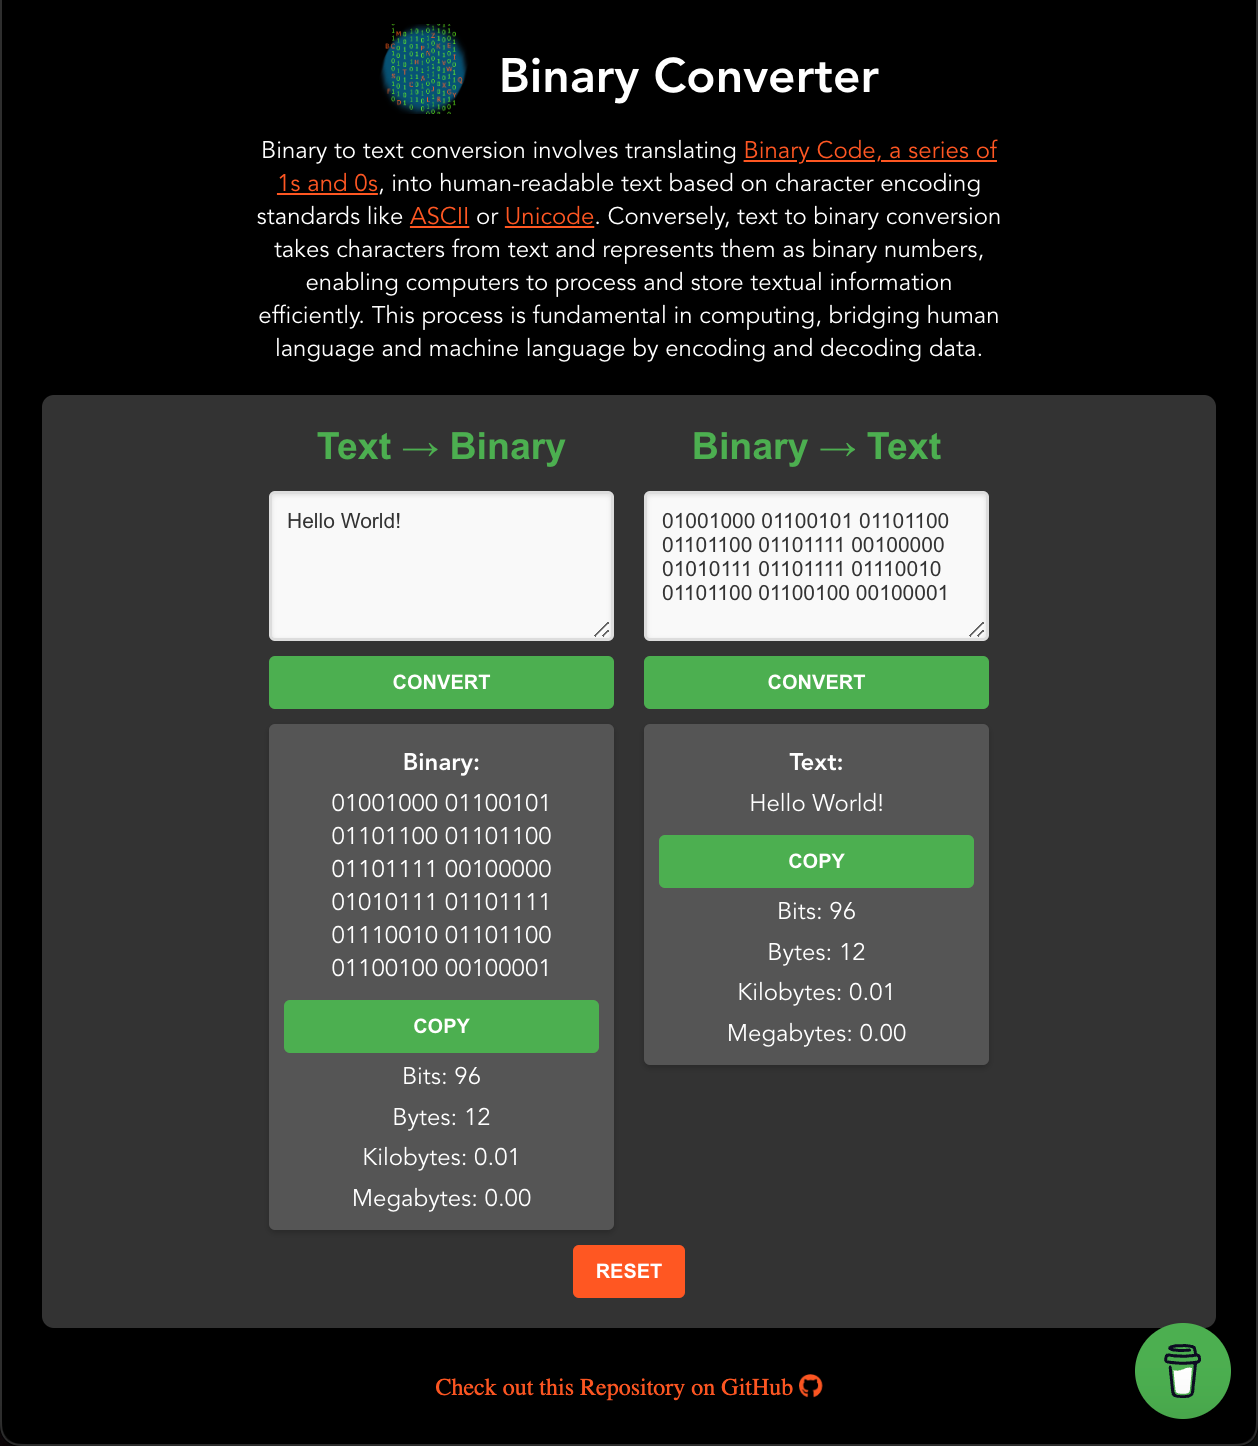 Binary Converter
Binary to text conversion involves translating Binary Code, a series of
1s and 0s, into human-readable text based on character encoding
standards like ASCII or Unicode. Conversely, text to binary conversion
takes characters from text and represents them as binary numbers,
enabling computers to process and store textual information
efficiently. This process is fundamental in computing, bridging human
language and machine language by encoding and decoding data.
Text → Binary
Hello World!
CONVERT
Binary:
01001000 01100101
01101100 01101100
01101111 00100000
01010111 01101111
01110010 01101100
01100100 00100001
COPY
Bits: 96
Bytes: 12
Kilobytes: 0.01
Megabytes: 0.00
Binary → Text
01001000 01100101 01101100
01101100 01101111 00100000
01010111 01101111 01110010
01101100 01100100 00100001
CONVERT
Text:
Hello World!
COPY
Bits: 96
Bytes: 12
Kilobytes: 0.01
Megabytes: 0.00
RESET
Check out this Repository on GitHub